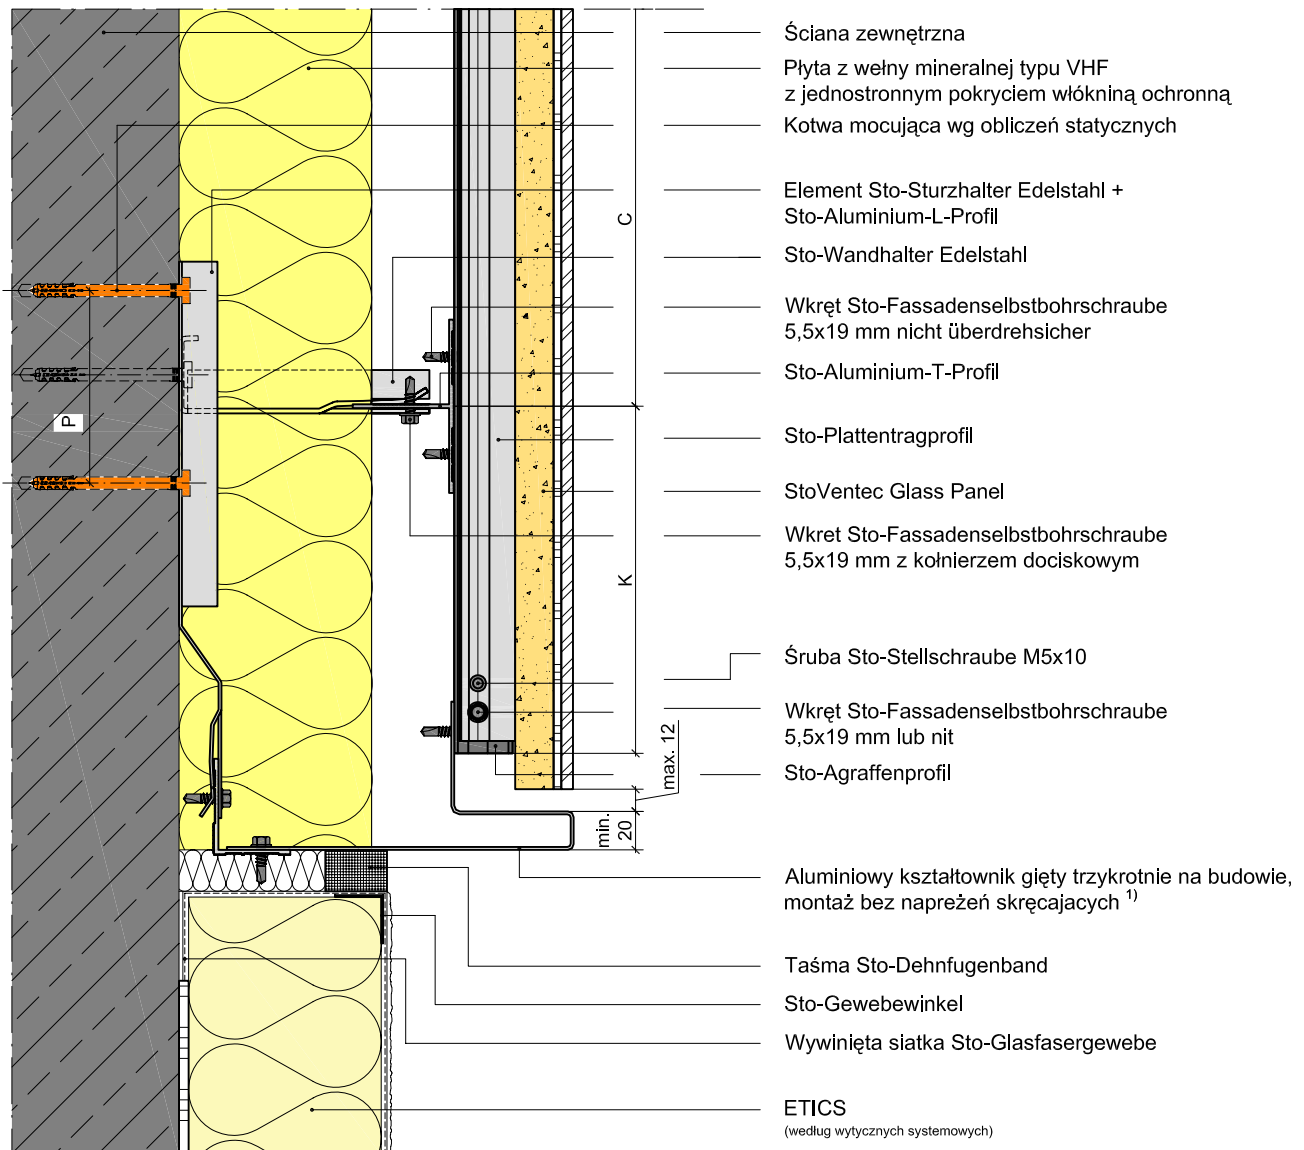 Ściana zewnętrzna
Płyta z wełny mineralnej typu VHF
z jednostronnym pokryciem włókniną ochronną
Kotwa mocująca wg obliczeń statycznych
Element Sto-Sturzhalter Edelstahl +
Sto-Aluminium-L-Profil
Sto-Wandhalter Edelstahl
Wkręt Sto-Fassadenselbstbohrschraube
5,5x19 mm nicht überdrehsicher
Sto-Aluminium-T-Profil
Sto-Plattentragprofil
StoVentec Glass Panel
Wkret Sto-Fassadenselbstbohrschraube
5,5x19 mm z kołnierzem dociskowym
Śruba Sto-Stellschraube M5x10
Wkręt Sto-Fassadenselbstbohrschraube
5,5x19 mm lub nit
Sto-Agraffenprofil
Aluminiowy kształtownik gięty trzykrotnie na budowie,
montaż bez napreżeń skręcajacych 1)
Taśma Sto-Dehnfugenband
Sto-Gewebewinkel
Wywinięta siatka Sto-Glasfasergewebe
ETICS
(według wytycznych systemowych)
P
C
K
max. 12
min.
20